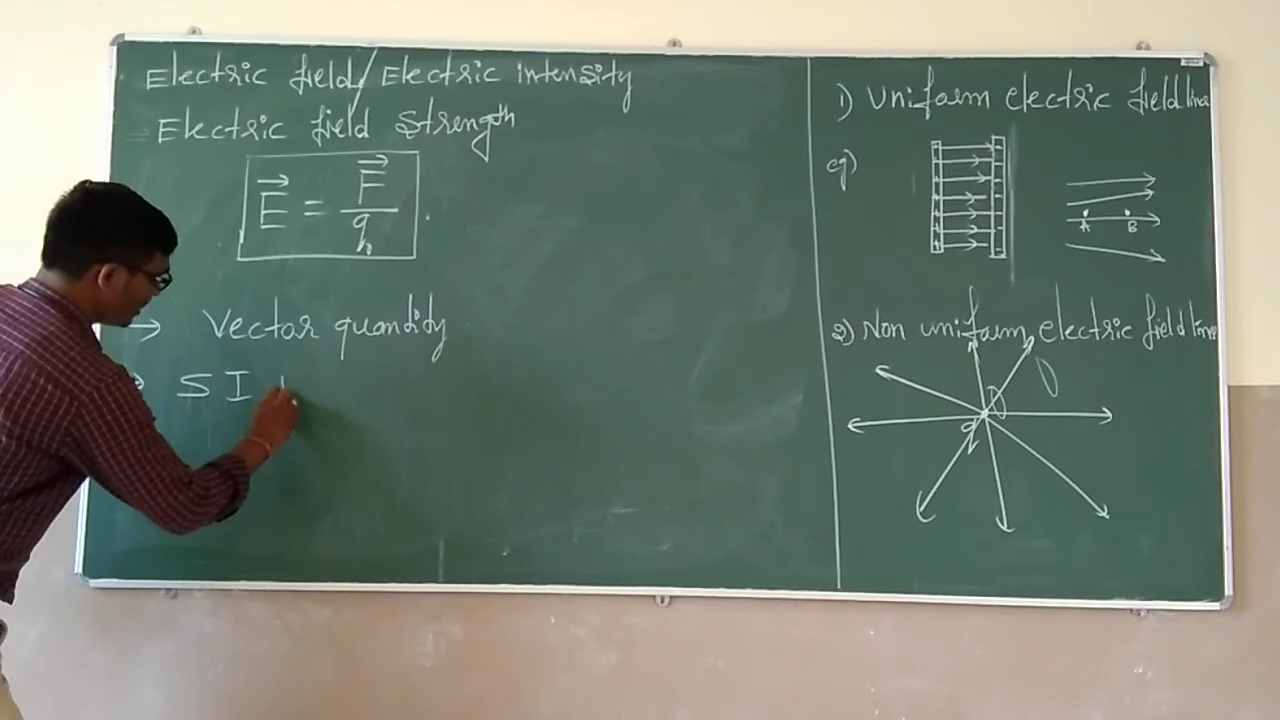 Electric field / Electric intensity
Electric field Strength
E = F / q₀
→ Vector quantity
→ S I
1) Uniform electric field lines
eg)
A B
2) Non uniform electric field lines
q